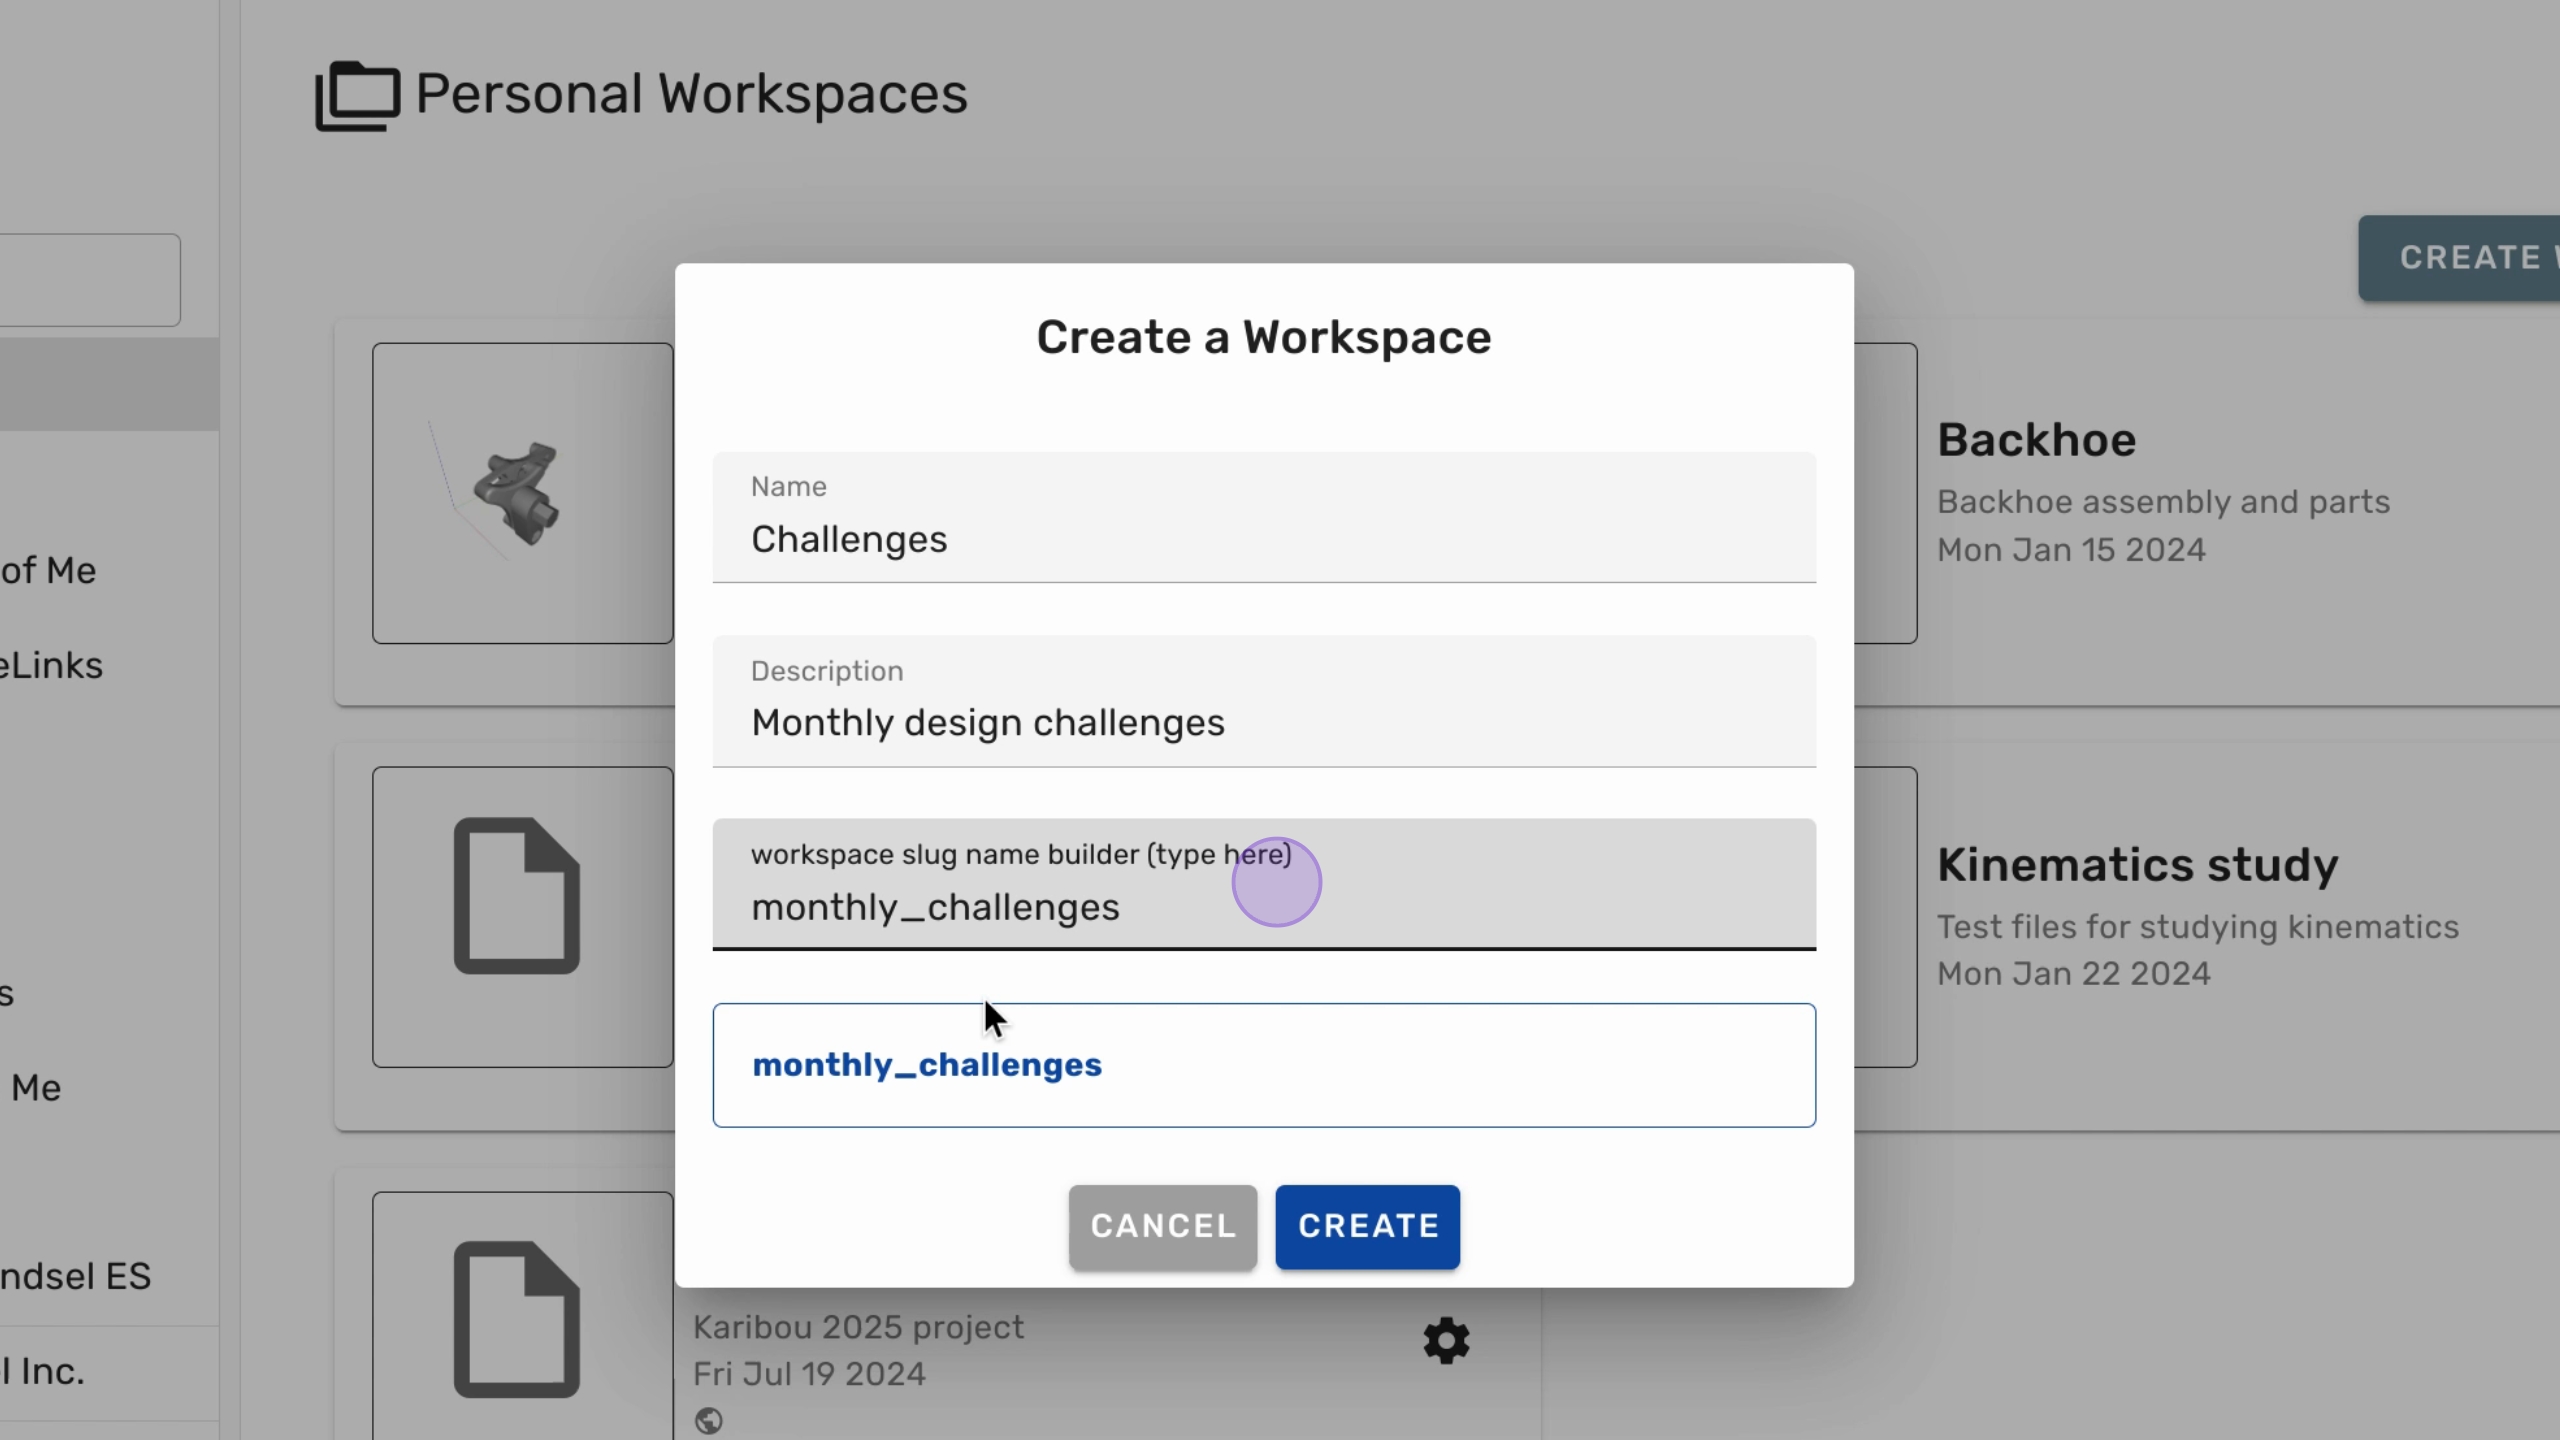 Personal Workspaces
CREATE
Create a Workspace
Name
Challenges
Description
Monthly design challenges
workspace slug name builder (type here)
monthly_challenges
monthly_challenges
CANCEL
CREATE
Backhoe
Backhoe assembly and parts
Mon Jan 15 2024
Kinematics study
Test files for studying kinematics
Mon Jan 22 2024
of Me
eLinks
s
Me
ndsel ES
l Inc.
Karibou 2025 project
Fri Jul 19 2024